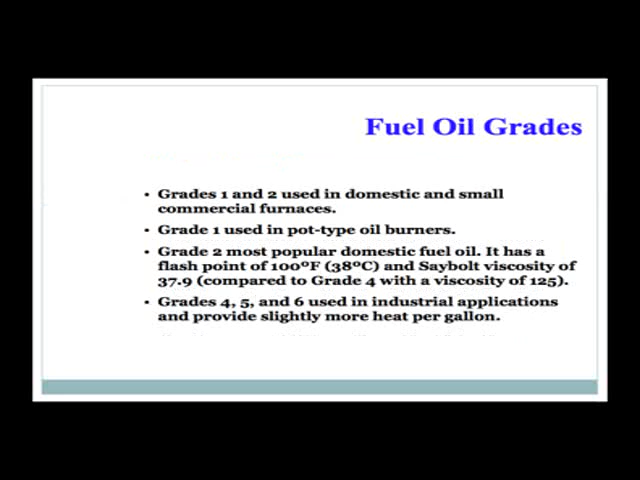 Fuel Oil Grades
• Grades 1 and 2 used in domestic and small
commercial furnaces.
• Grade 1 used in pot-type oil burners.
• Grade 2 most popular domestic fuel oil. It has a
flash point of 100ºF (38ºC) and Saybolt viscosity of
37.9 (compared to Grade 4 with a viscosity of 125).
• Grades 4, 5, and 6 used in industrial applications
and provide slightly more heat per gallon.